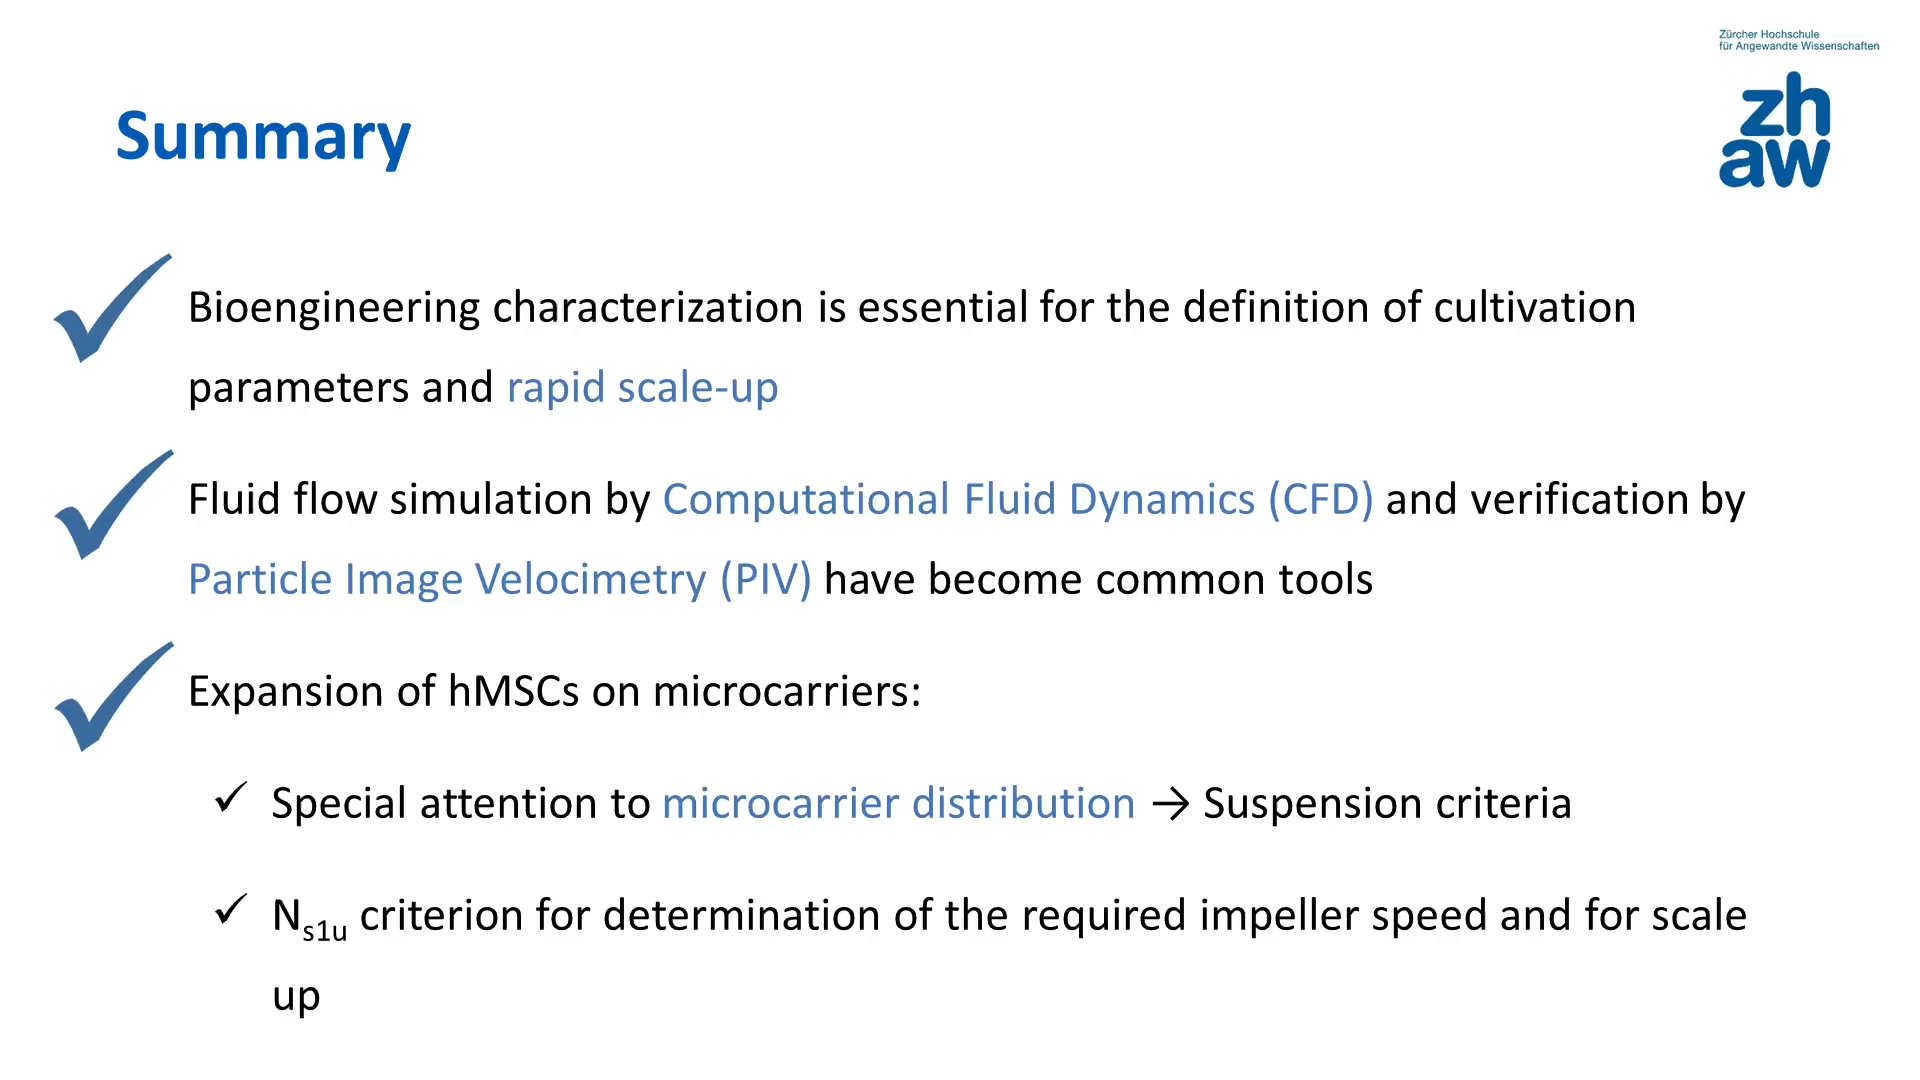 Zürcher Hochschule
für Angewandte Wissenschaften
zh
aw
Summary
Bioengineering characterization is essential for the definition of cultivation
parameters and rapid scale-up
Fluid flow simulation by Computational Fluid Dynamics (CFD) and verification by
Particle Image Velocimetry (PIV) have become common tools
Expansion of hMSCs on microcarriers:
Special attention to microcarrier distribution → Suspension criteria
Ns1u criterion for determination of the required impeller speed and for scale
up